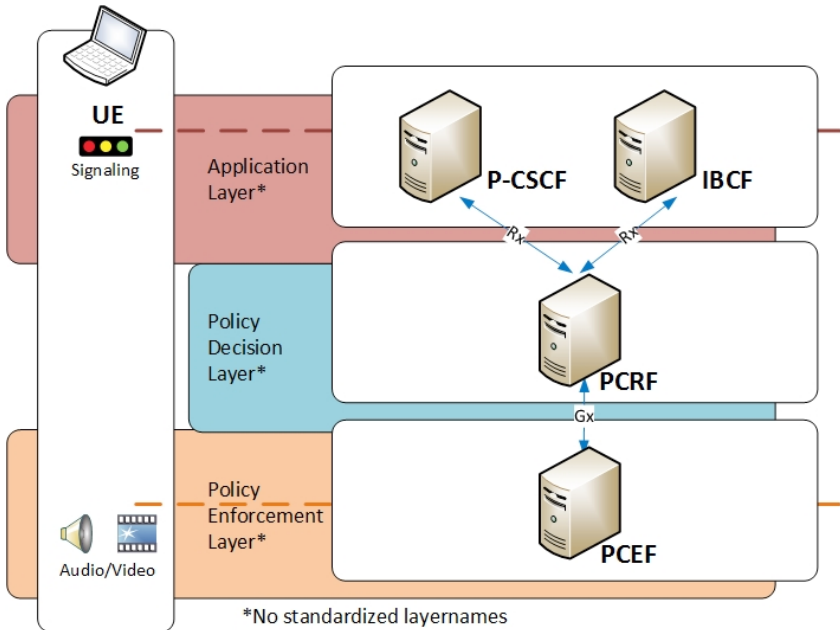 UE
Signaling
Application
Layer*
P-CSCF
IBCF
Rx
Rx
Policy
Decision
Layer*
PCRF
Gx
Policy
Enforcement
Layer*
PCEF
Audio/Video
*No standardized layernames